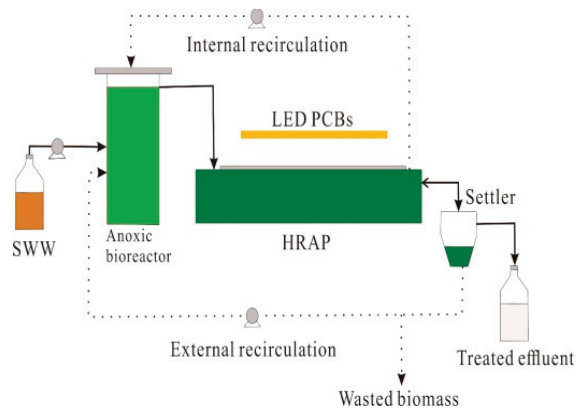 Internal recirculation
LED PCBs
SWW
Anoxic
bioreactor
HRAP
Settler
External recirculation
Treated effluent
Wasted biomass